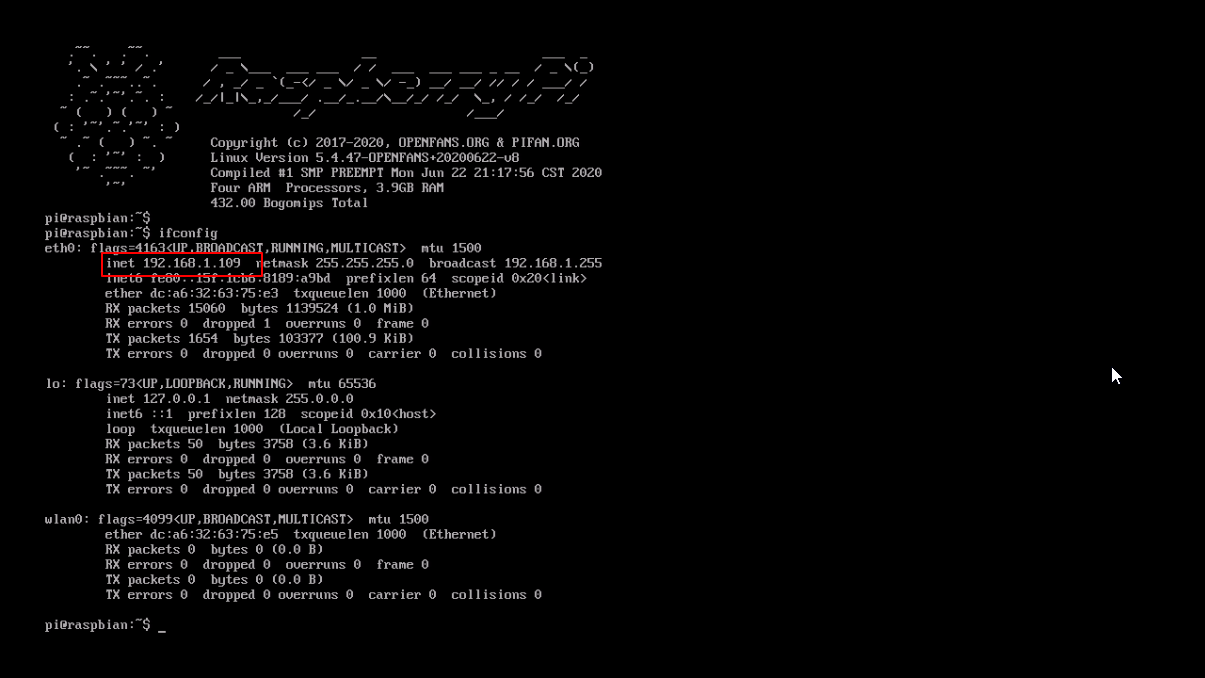 RaspberryPi
Copyright (c) 2017-2020, OPENFANS.ORG & PIFAN.ORG
Linux Version 5.4.47-OPENFANS+20200622-v8
Compiled #1 SMP PREEMPT Mon Jun 22 21:17:56 CST 2020
Four ARM  Processors, 3.9GB RAM
432.00 Bogomips Total
pi@raspbian:~$
pi@raspbian:~$ ifconfig
eth0: flags=4163<UP,BROADCAST,RUNNING,MULTICAST>  mtu 1500
inet 192.168.1.109  netmask 255.255.255.0  broadcast 192.168.1.255
inet6 fe80::15f:1cb6:8189:a9bd  prefixlen 64  scopeid 0x20<link>
ether dc:a6:32:63:75:e3  txqueuelen 1000  (Ethernet)
RX packets 15060  bytes 1139524 (1.0 MiB)
RX errors 0  dropped 1  overruns 0  frame 0
TX packets 1654  bytes 103377 (100.9 KiB)
TX errors 0  dropped 0 overruns 0  carrier 0  collisions 0
lo: flags=73<UP,LOOPBACK,RUNNING>  mtu 65536
inet 127.0.0.1  netmask 255.0.0.0
inet6 ::1  prefixlen 128  scopeid 0x10<host>
loop  txqueuelen 1000  (Local Loopback)
RX packets 50  bytes 3758 (3.6 KiB)
RX errors 0  dropped 0  overruns 0  frame 0
TX packets 50  bytes 3758 (3.6 KiB)
TX errors 0  dropped 0 overruns 0  carrier 0  collisions 0
wlan0: flags=4099<UP,BROADCAST,MULTICAST>  mtu 1500
ether dc:a6:32:63:75:e5  txqueuelen 1000  (Ethernet)
RX packets 0  bytes 0 (0.0 B)
RX errors 0  dropped 0  overruns 0  frame 0
TX packets 0  bytes 0 (0.0 B)
TX errors 0  dropped 0 overruns 0  carrier 0  collisions 0
pi@raspbian:~$ _